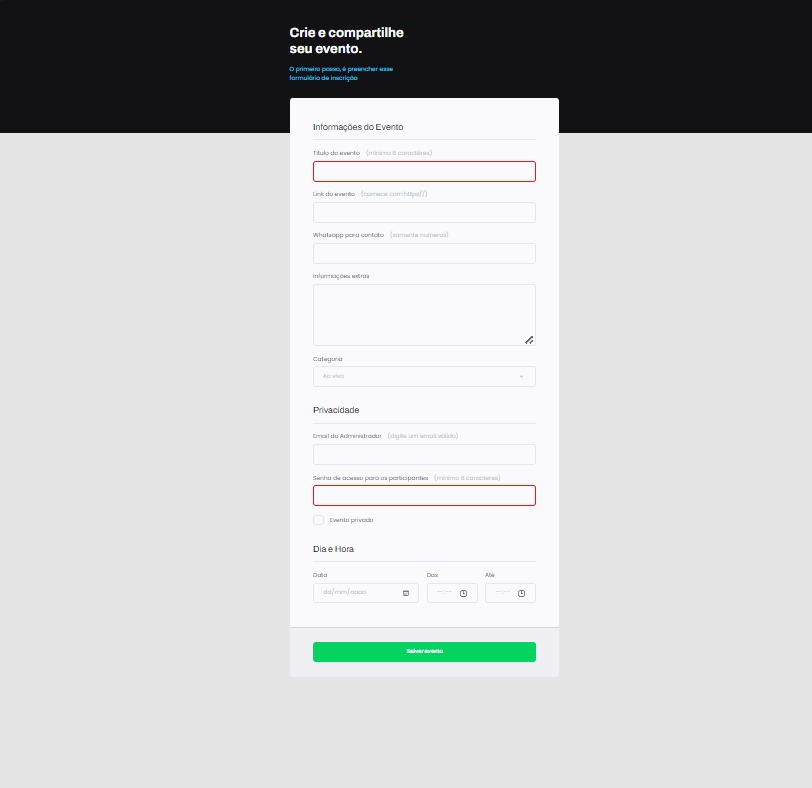 Crie e compartilhe
seu evento.
O primeiro passo, é preencher esse
formulário de inscrição
Informações do Evento
Título do evento (mínimo 8 caractéres)
Link do evento (comece com https//)
Whatsapp para contato (somente numeros)
Informações extras
Categoria
Ao vivo
Privacidade
Email do Administrador (digite um email válido)
Senha de acesso para os participantes (mínimo 8 caracteres)
Evento privado
Dia e Hora
Data Das Até
dd/mm/aaaa --:-- --:--
Salvar evento